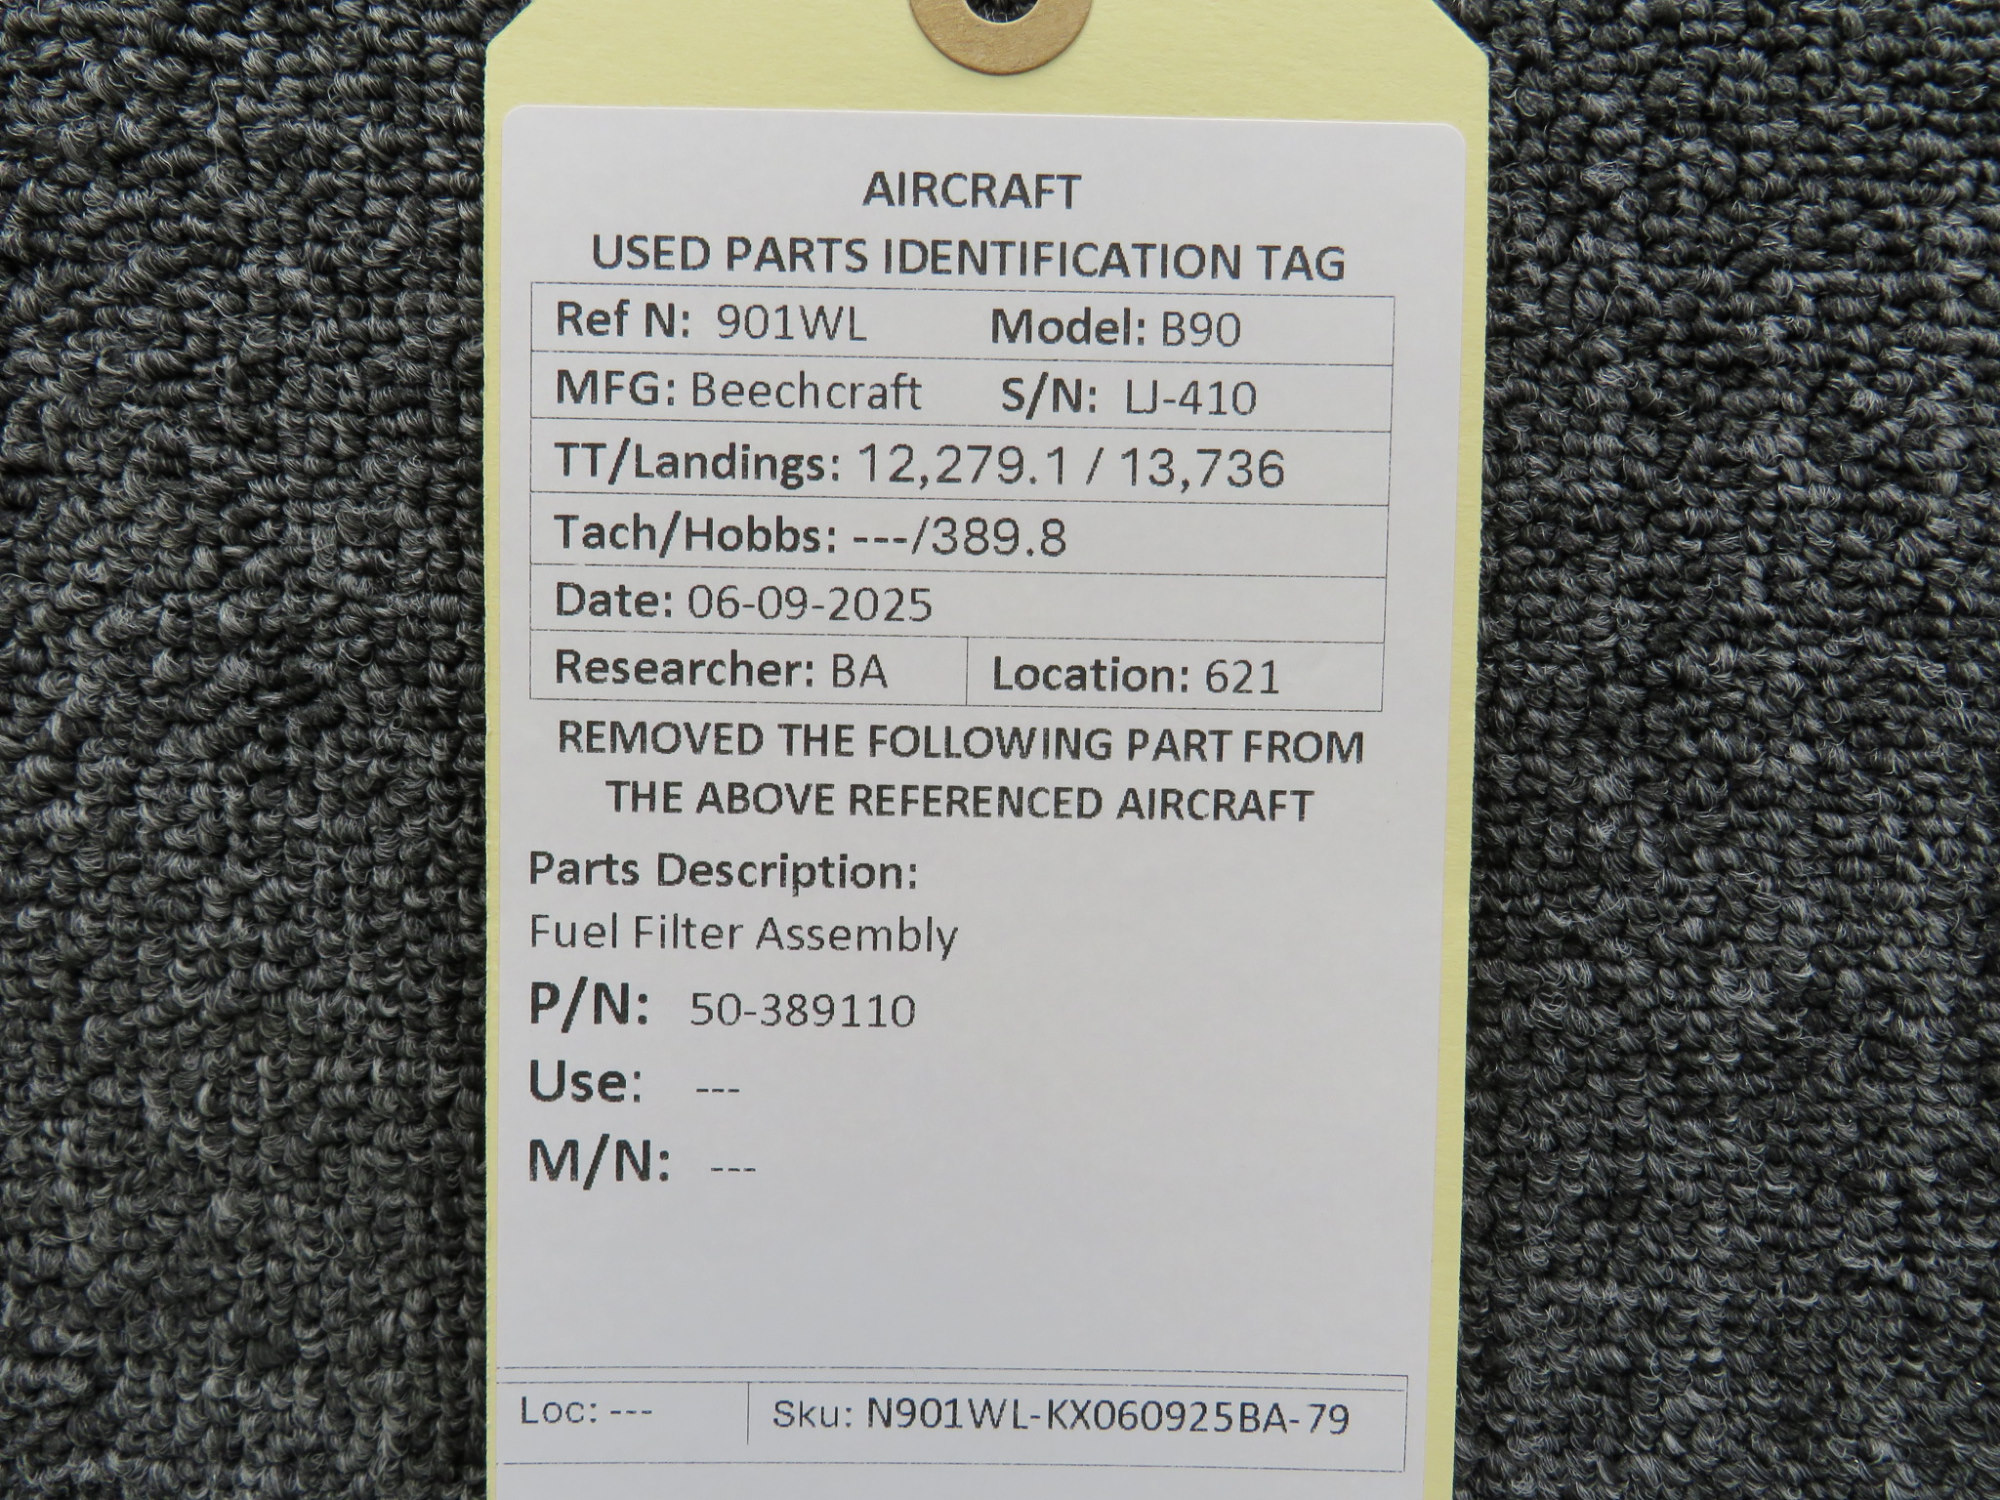 AIRCRAFT
USED PARTS IDENTIFICATION TAG
Ref N: 901WL Model: B90
MFG: Beechcraft S/N: LJ-410
TT/Landings: 12,279.1 / 13,736
Tach/Hobbs: ---/389.8
Date: 06-09-2025
Researcher: BA Location: 621
REMOVED THE FOLLOWING PART FROM
THE ABOVE REFERENCED AIRCRAFT
Parts Description:
Fuel Filter Assembly
P/N: 50-389110
Use: ---
M/N: ---
Loc: --- Sku: N901WL-KX060925BA-79